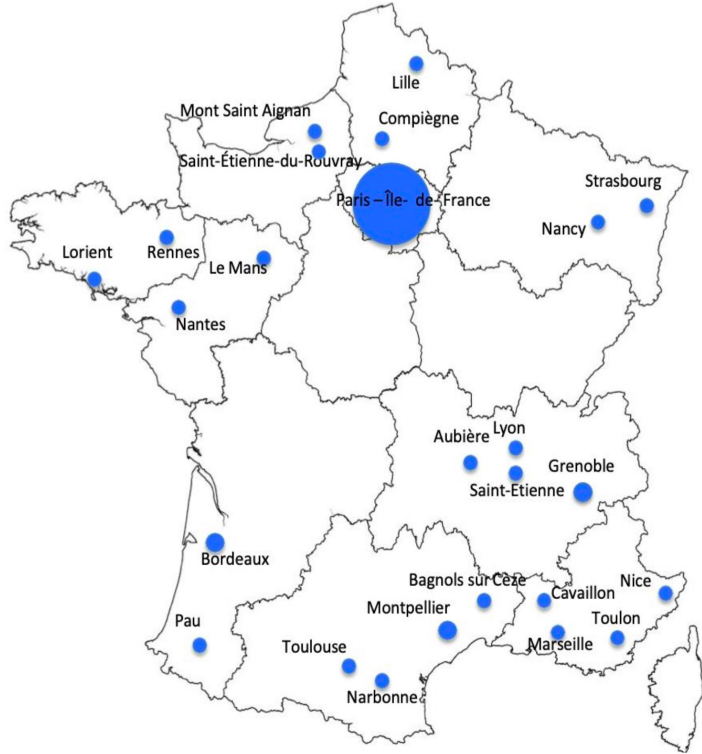 Lille
Mont Saint Aignan
Compiègne
Saint-Étienne-du-Rouvray
Strasbourg
Paris – Île- de- France
Nancy
Rennes
Lorient
Le Mans
Nantes
Lyon
Aubière
Grenoble
Saint-Etienne
Bordeaux
Bagnols sur Cèze
Nice
Cavaillon
Montpellier
Pau
Toulon
Toulouse
Marseille
Narbonne